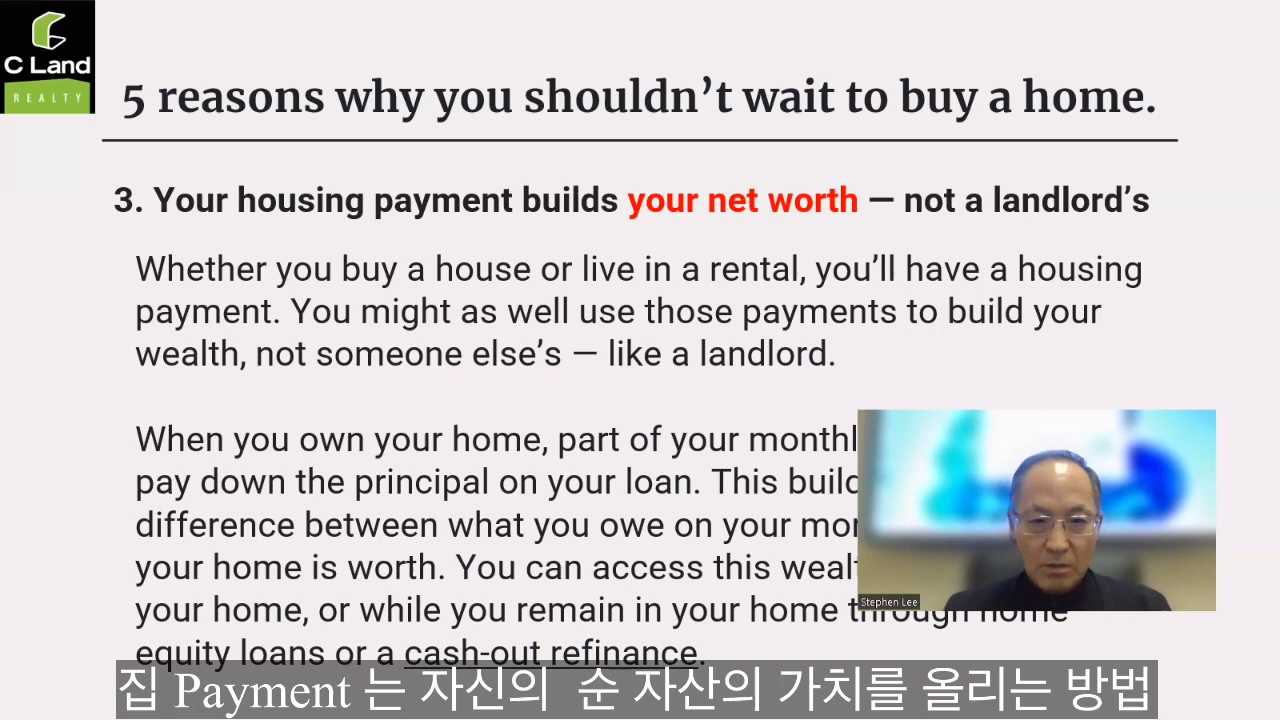 C Land
REALTY
5 reasons why you shouldn’t wait to buy a home.
3. Your housing payment builds your net worth — not a landlord’s
Whether you buy a house or live in a rental, you’ll have a housing
payment. You might as well use those payments to build your
wealth, not someone else’s — like a landlord.
When you own your home, part of your monthl
pay down the principal on your loan. This build
difference between what you owe on your mor
your home is worth. You can access this wealt
your home, or while you remain in your home through home
equity loans or a cash-out refinance.
Stephen Lee
집 Payment 는 자신의 순 자산의 가치를 올리는 방법